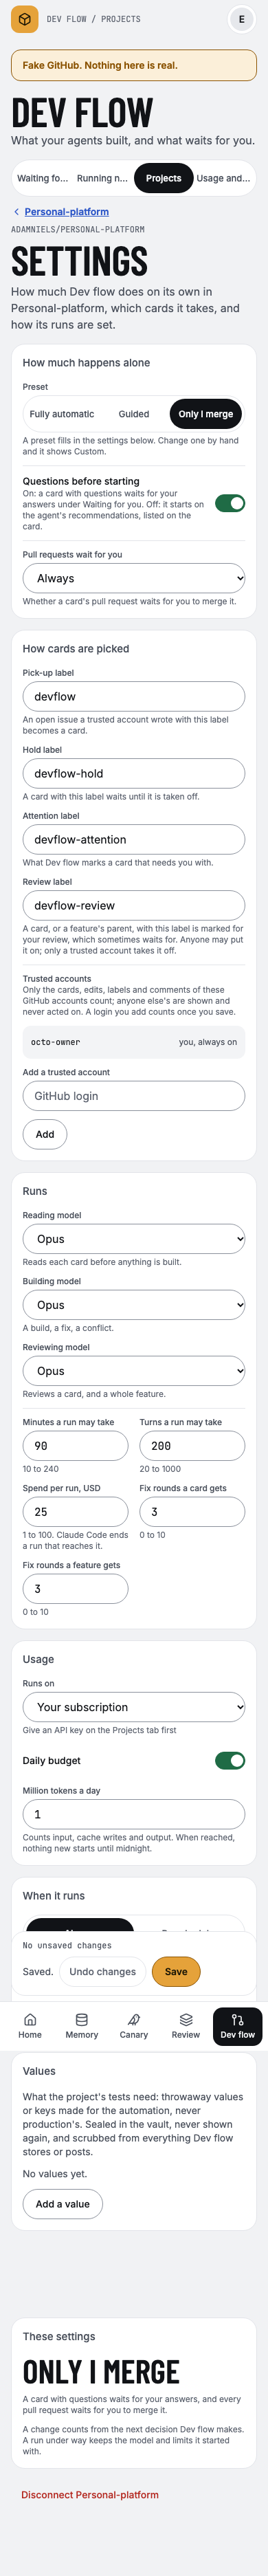 DEV FLOW / PROJECTS
E
Fake GitHub. Nothing here is real.
DEV FLOW
What your agents built, and what waits for you.
Waiting fo...
Running n...
Projects
Usage and...
Personal-platform
ADAMNIELS/PERSONAL-PLATFORM
SETTINGS
How much Dev flow does on its own in
Personal-platform, which cards it takes, and
how its runs are set.
How much happens alone
Preset
Fully automatic
Guided
Only I merge
A preset fills in the settings below. Change one by hand
and it shows Custom.
Questions before starting
On: a card with questions waits for your
answers under Waiting for you. Off: it starts on
the agent's recommendations, listed on the
card.
Pull requests wait for you
Always
Whether a card's pull request waits for you to merge it.
How cards are picked
Pick-up label
devflow
An open issue a trusted account wrote with this label
becomes a card.
Hold label
devflow-hold
A card with this label waits until it is taken off.
Attention label
devflow-attention
What Dev flow marks a card that needs you with.
Review label
devflow-review
A card, or a feature's parent, with this label is marked for
your review, which sometimes waits for. Anyone may put
it on; only a trusted account takes it off.
Trusted accounts
Only the cards, edits, labels and comments of these
GitHub accounts count; anyone else's are shown and
never acted on. A login you add counts once you save.
octo-owner
you, always on
Add a trusted account
GitHub login
Add
Runs
Reading model
Opus
Reads each card before anything is built.
Building model
Opus
A build, a fix, a conflict.
Reviewing model
Opus
Reviews a card, and a whole feature.
Minutes a run may take
Turns a run may take
90
200
10 to 240
20 to 1000
Spend per run, USD
Fix rounds a card gets
25
3
1 to 100. Claude Code ends
a run that reaches it.
0 to 10
Fix rounds a feature gets
3
0 to 10
Usage
Runs on
Your subscription
Give an API key on the Projects tab first
Daily budget
Million tokens a day
1
Counts input, cache writes and output. When reached,
nothing new starts until midnight.
When it runs
No unsaved changes
Saved.
Undo changes
Save
Home
Memory
Canary
Review
Dev flow
Values
What the project's tests need: throwaway values
or keys made for the automation, never
production's. Sealed in the vault, never shown
again, and scrubbed from everything Dev flow
stores or posts.
No values yet.
Add a value
These settings
ONLY I MERGE
A card with questions waits for your answers, and every
pull request waits for you to merge it.
A change counts from the next decision Dev flow makes.
A run under way keeps the model and limits it started
with.
Disconnect Personal-platform